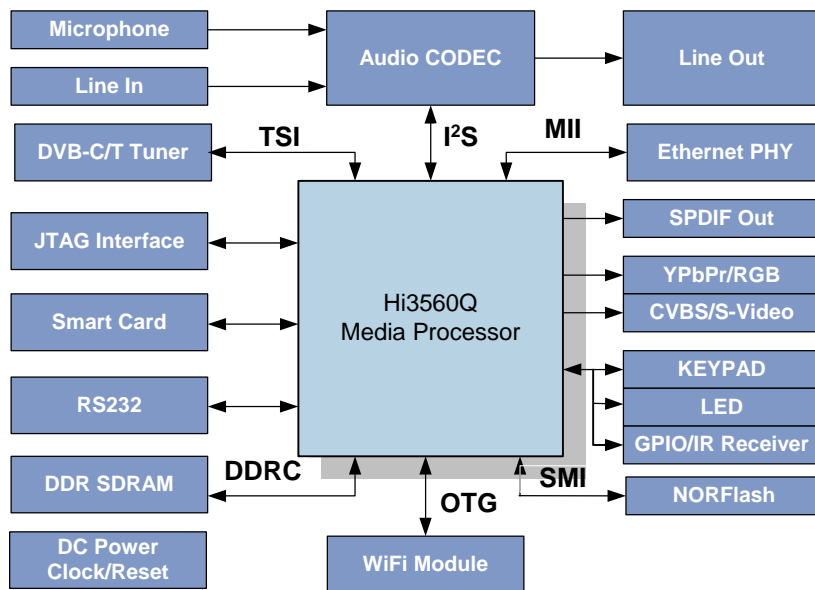 Microphone
Audio CODEC
Line Out
Line In
TSI
I²S
MII
DVB-C/T Tuner
Ethernet PHY
SPDIF Out
JTAG Interface
YPbPr/RGB
Hi3560Q
Media Processor
CVBS/S-Video
Smart Card
KEYPAD
RS232
LED
GPIO/IR Receiver
DDRC
SMI
DDR SDRAM
OTG
NORFlash
DC Power
Clock/Reset
WiFi Module